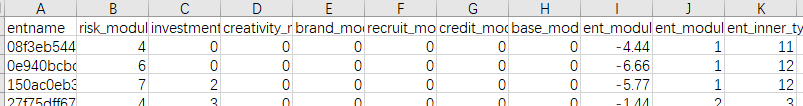 A B C D E F G H I J K
entname risk_modul investment creativity_r brand_mod recruit_mo credit_mod base_mod ent_modul ent_modul ent_inner_ty
08f3eb544 4 0 0 0 0 0 0 -4.44 1 11
0e940bcbc 6 0 0 0 0 0 0 -6.66 1 12
150ac0eb3 7 2 0 0 0 0 0 -5.77 1 12
27f75dff67 4 3 0 0 0 0 0 -1.44 2 3